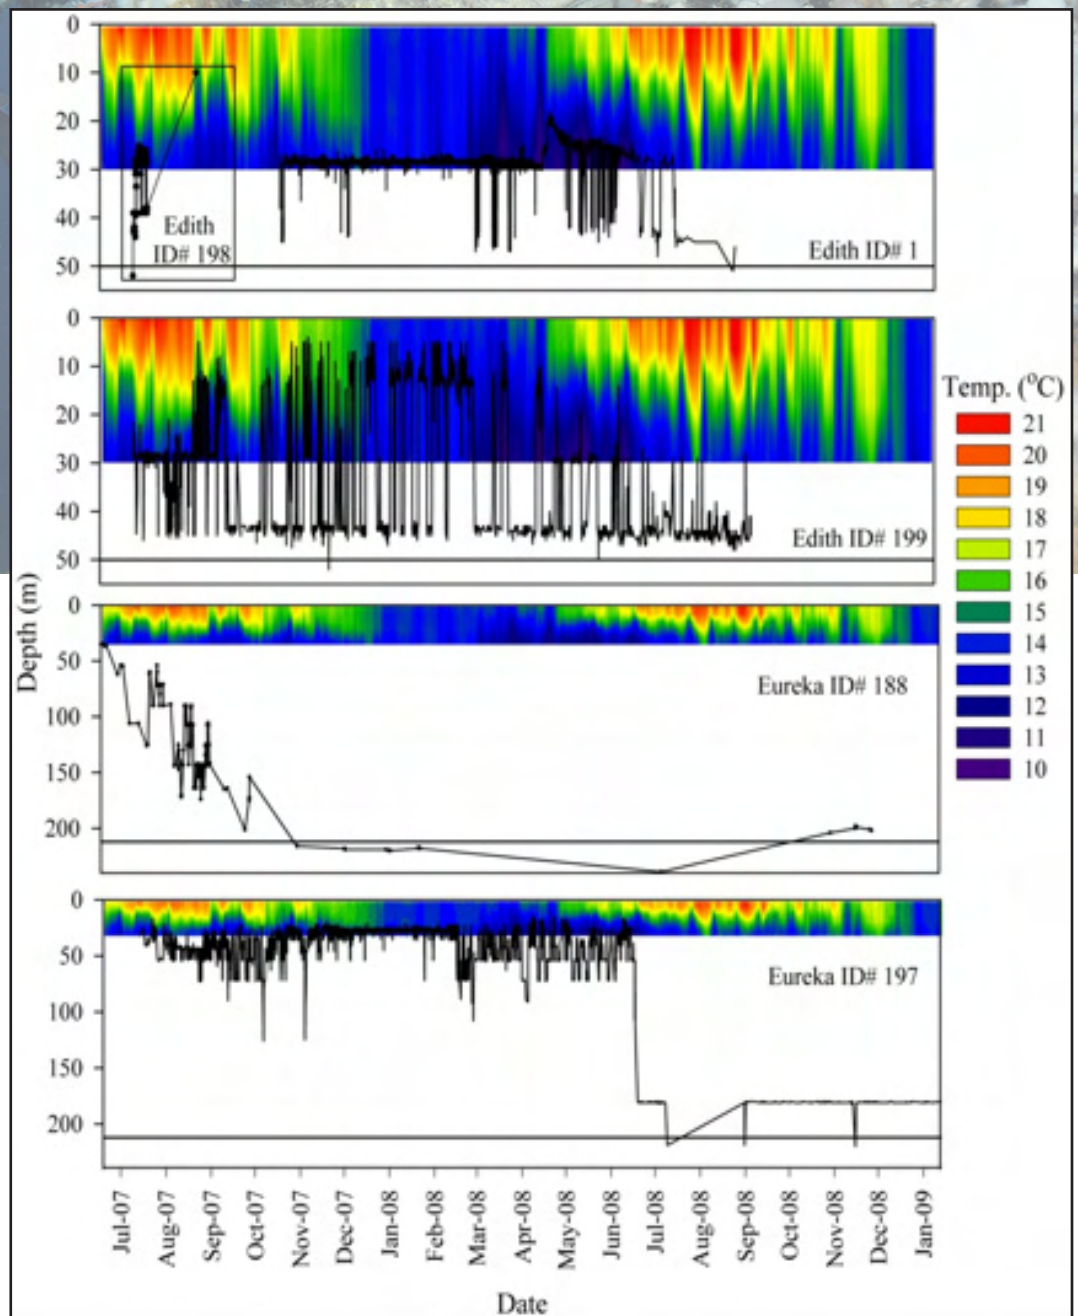 0
10
20
30
40
50
Edith
ID# 198
Edith ID# 1
0
10
20
30
40
50
Edith ID# 199
Temp. (°C)
21
20
19
18
17
16
15
14
13
12
11
10
Depth (m)
0
50
100
150
200
Eureka ID# 188
0
50
100
150
200
Eureka ID# 197
Jul-07
Aug-07
Sep-07
Oct-07
Nov-07
Dec-07
Jan-08
Feb-08
Mar-08
Apr-08
May-08
Jun-08
Jul-08
Aug-08
Sep-08
Oct-08
Nov-08
Dec-08
Jan-09
Date